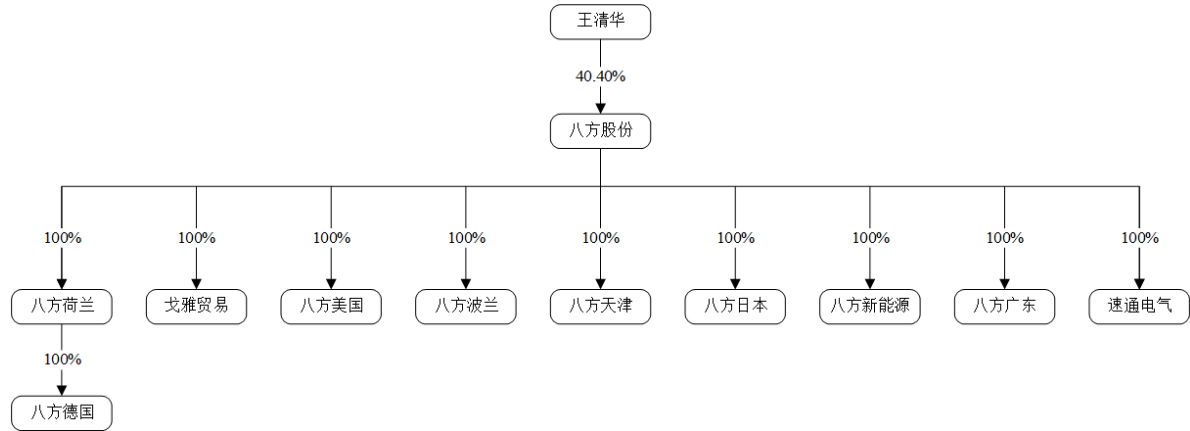 王清华
40.40%
八方股份
100% 100% 100% 100% 100% 100% 100% 100% 100%
八方荷兰 戈雅贸易 八方美国 八方波兰 八方天津 八方日本 八方新能源 八方广东 速通电气
100%
八方德国